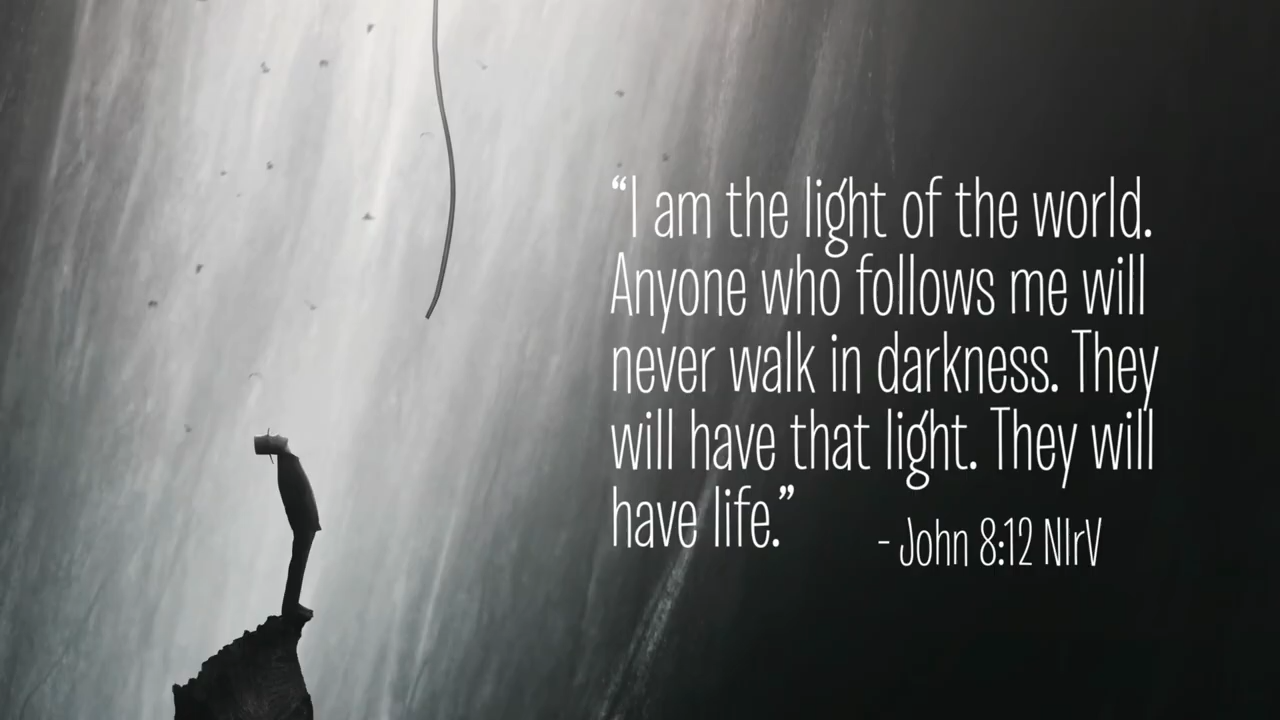 “I am the light of the world.
Anyone who follows me will
never walk in darkness. They
will have that light. They will
have life.”
- John 8:12 NIrV